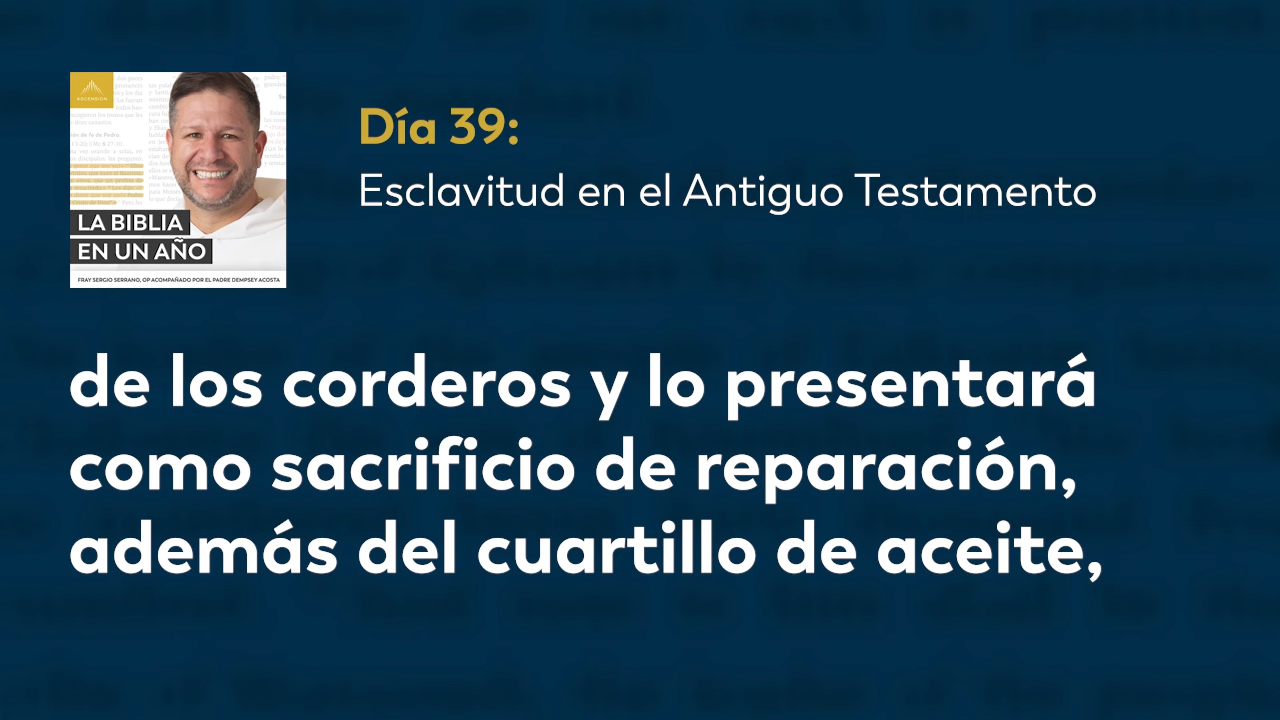 ASCENSION
LA BIBLIA
EN UN AÑO
FRAY SERGIO SERRANO, OP ACOMPAÑADO POR EL PADRE DEMPSEY ACOSTA
Día 39:
Esclavitud en el Antiguo Testamento
de los corderos y lo presentará
como sacrificio de reparación,
además del cuartillo de aceite,